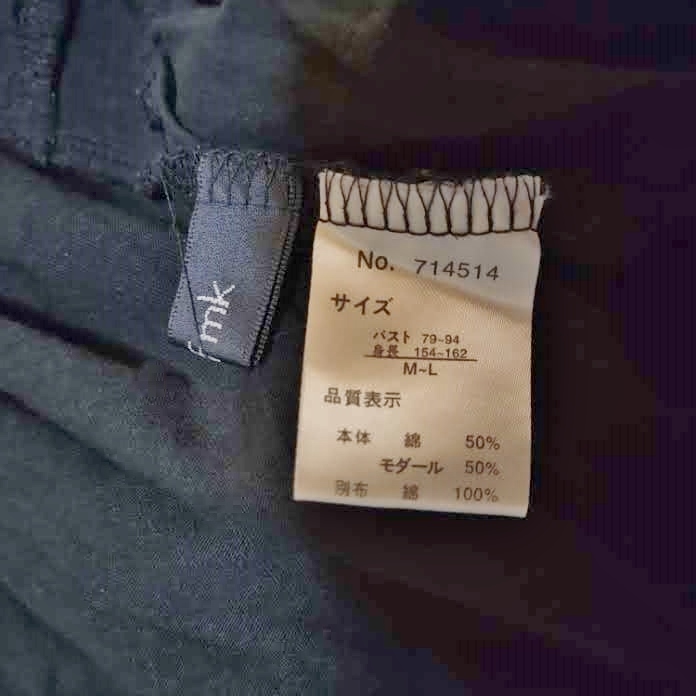 f mk
No. 714514
サイズ
バスト 79~94
身長 154~162
M~L
品質表示
本体 綿 50%
モダール 50%
別布 綿 100%